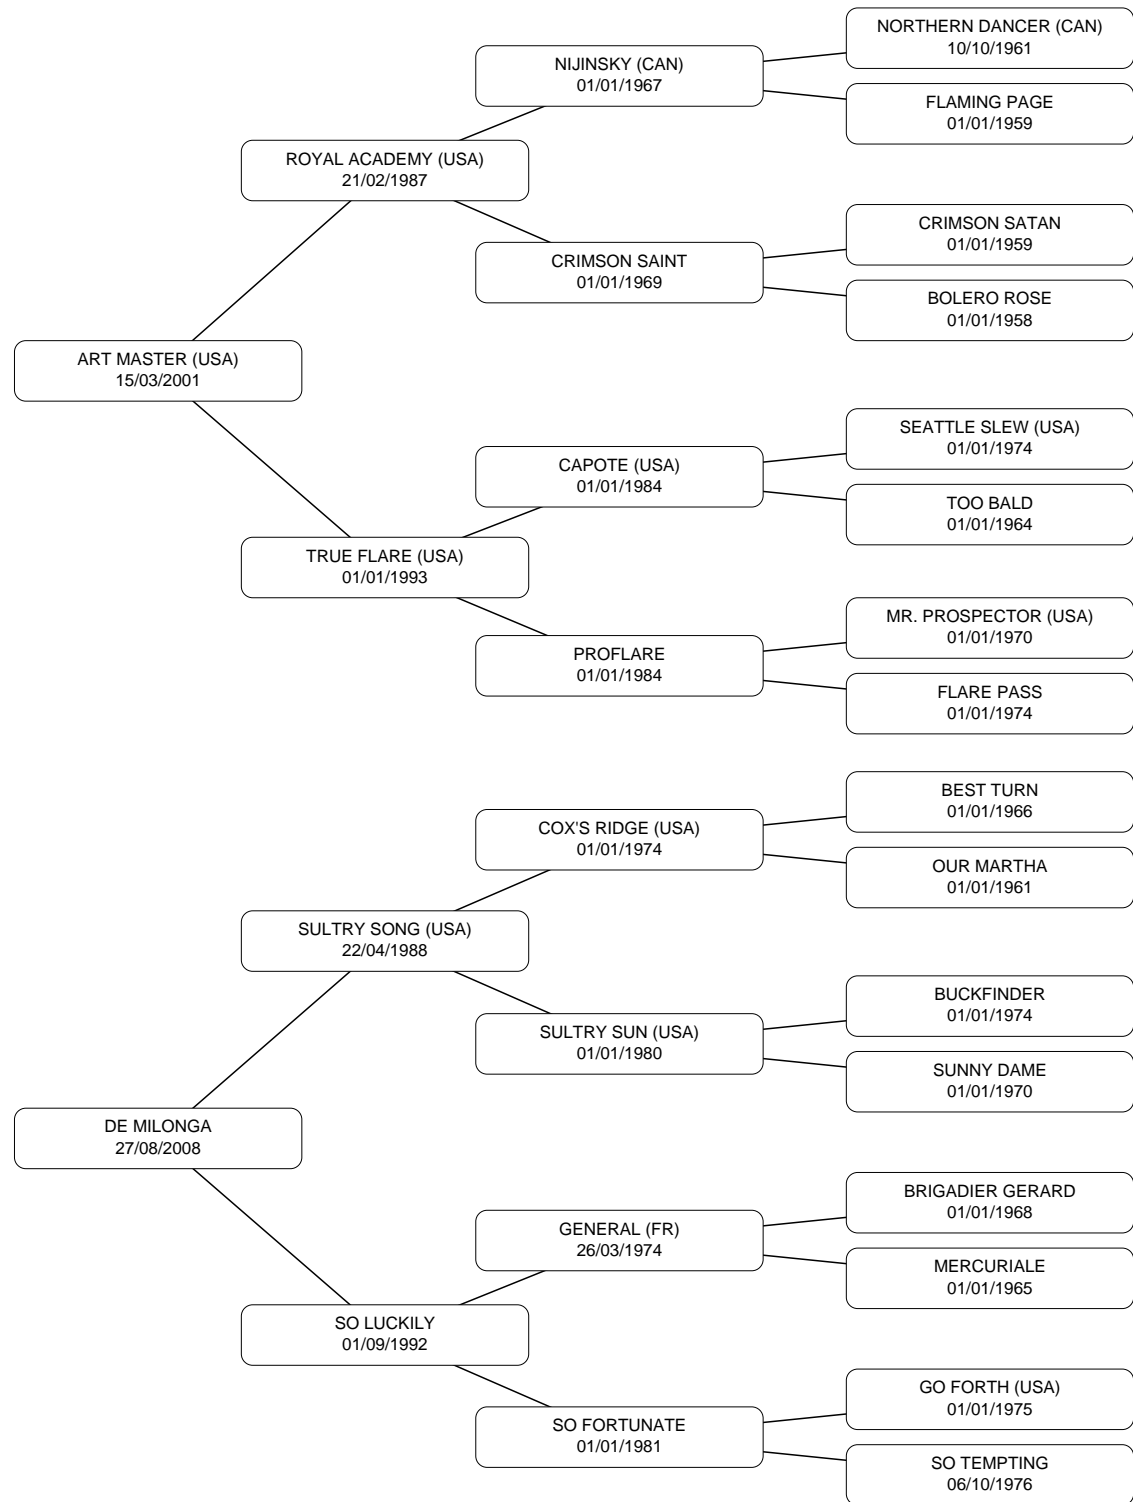 NORTHERN DANCER (CAN)
10/10/1961
NIJINSKY (CAN)
01/01/1967
FLAMING PAGE
01/01/1959
ROYAL ACADEMY (USA)
21/02/1987
CRIMSON SATAN
01/01/1959
CRIMSON SAINT
01/01/1969
BOLERO ROSE
01/01/1958
ART MASTER (USA)
15/03/2001
SEATTLE SLEW (USA)
01/01/1974
CAPOTE (USA)
01/01/1984
TOO BALD
01/01/1964
TRUE FLARE (USA)
01/01/1993
MR. PROSPECTOR (USA)
01/01/1970
PROFLARE
01/01/1984
FLARE PASS
01/01/1974
BEST TURN
01/01/1966
COX'S RIDGE (USA)
01/01/1974
OUR MARTHA
01/01/1961
SULTRY SONG (USA)
22/04/1988
BUCKFINDER
01/01/1974
SULTRY SUN (USA)
01/01/1980
SUNNY DAME
01/01/1970
DE MILONGA
27/08/2008
BRIGADIER GERARD
01/01/1968
GENERAL (FR)
26/03/1974
MERCURIALE
01/01/1965
SO LUCKILY
01/09/1992
GO FORTH (USA)
01/01/1975
SO FORTUNATE
01/01/1981
SO TEMPTING
06/10/1976